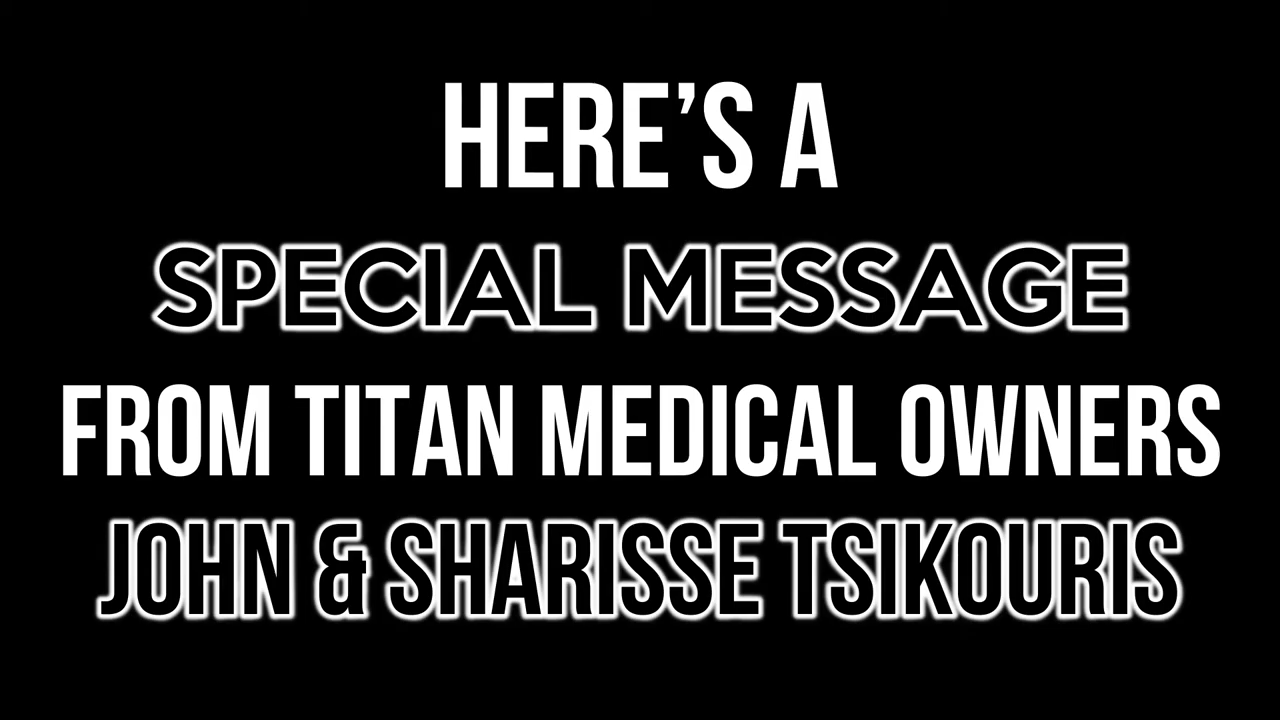 HERE'S A
SPECIAL MESSAGE
FROM TITAN MEDICAL OWNERS
JOHN & SHARISSE TSIKOURIS